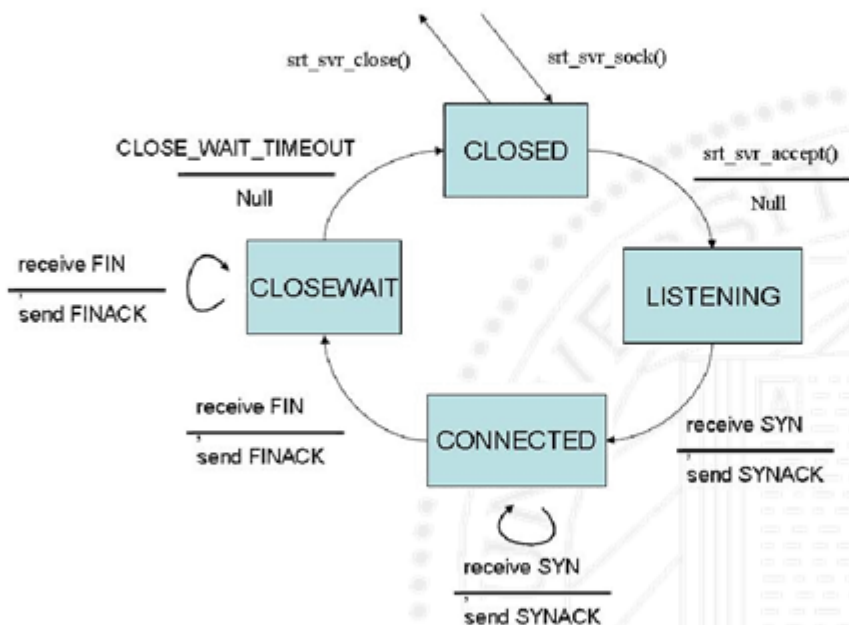 srt_svr_close()
srt_svr_sock()
CLOSE_WAIT_TIMEOUT
Null
CLOSED
srt_svr_accept()
Null
receive FIN
, send FINACK
CLOSEWAIT
LISTENING
receive FIN
, send FINACK
CONNECTED
receive SYN
, send SYNACK
receive SYN
, send SYNACK